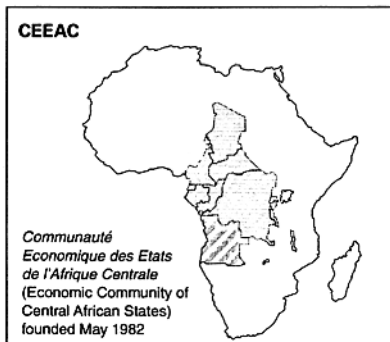 CEEAC
Communauté
Economique des Etats
de l'Afrique Centrale
(Economic Community of
Central African States)
founded May 1982